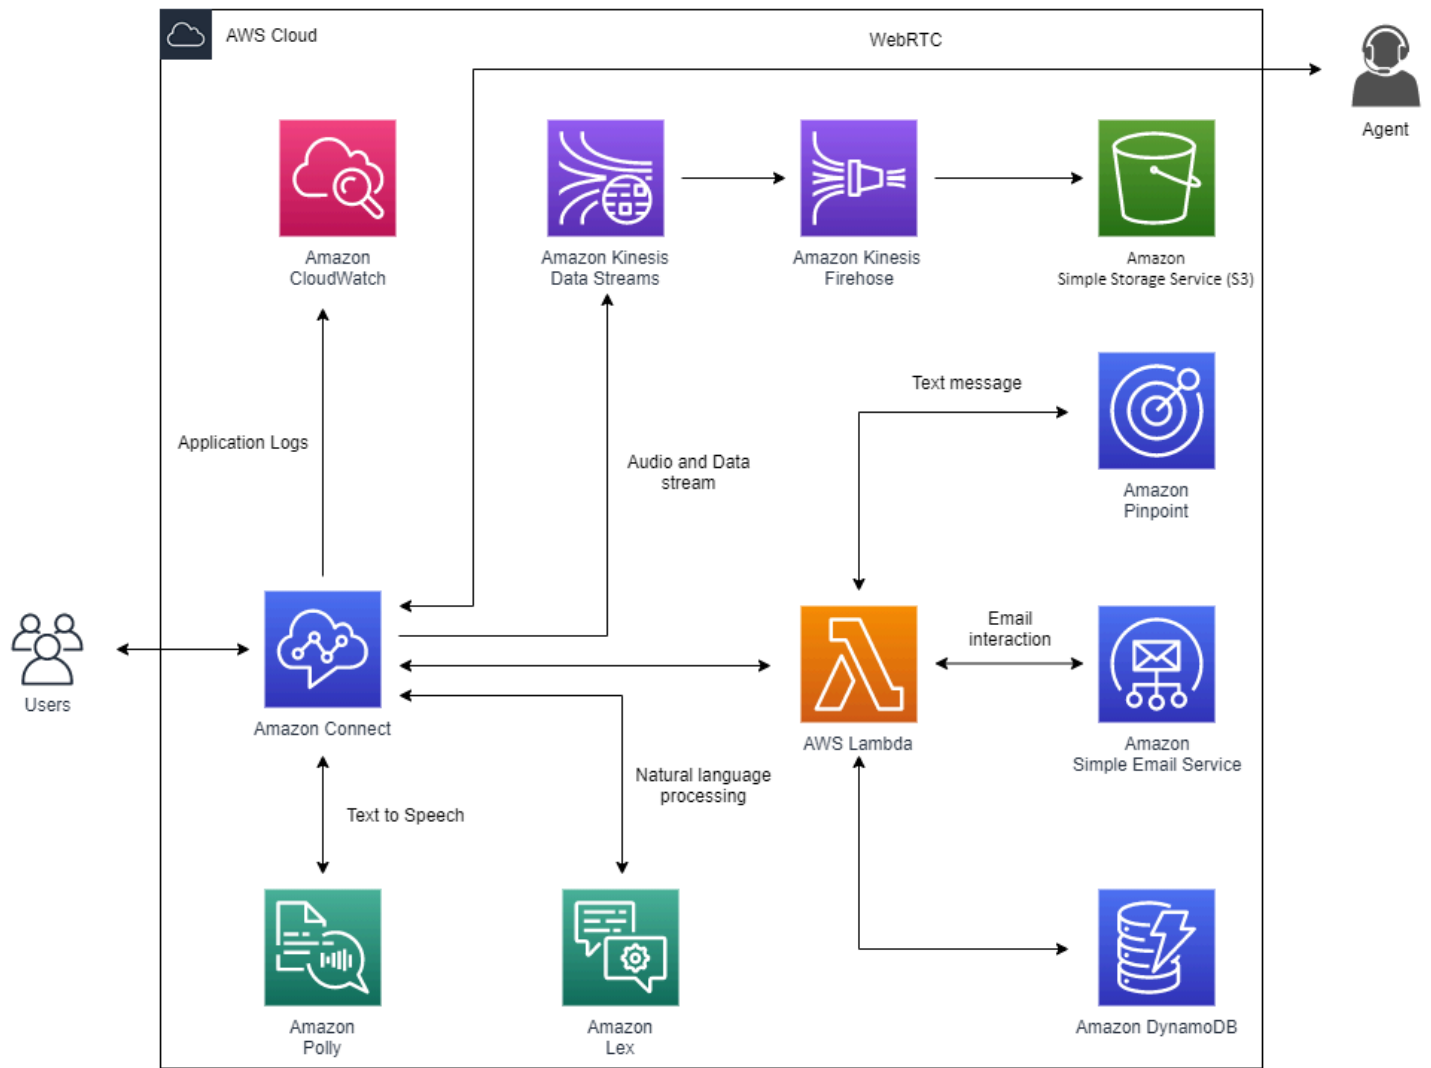 AWS Cloud
WebRTC
Agent
Amazon
CloudWatch
Amazon Kinesis
Data Streams
Amazon Kinesis
Firehose
Amazon
Simple Storage Service (S3)
Text message
Application Logs
Audio and Data
stream
Amazon
Pinpoint
Email
interaction
Users
Amazon Connect
AWS Lambda
Amazon
Simple Email Service
Natural language
processing
Text to Speech
Amazon
Polly
Amazon
Lex
Amazon DynamoDB